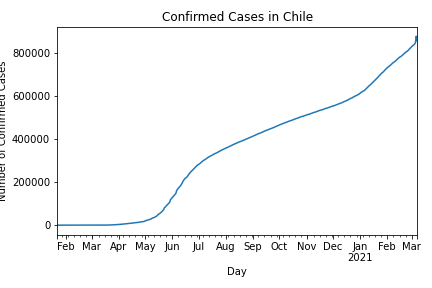 Confirmed Cases in Chile
Number of Confirmed Cases
800000
600000
400000
200000
0
Feb Mar Apr May Jun Jul Aug Sep Oct Nov Dec Jan Feb Mar
2021
Day